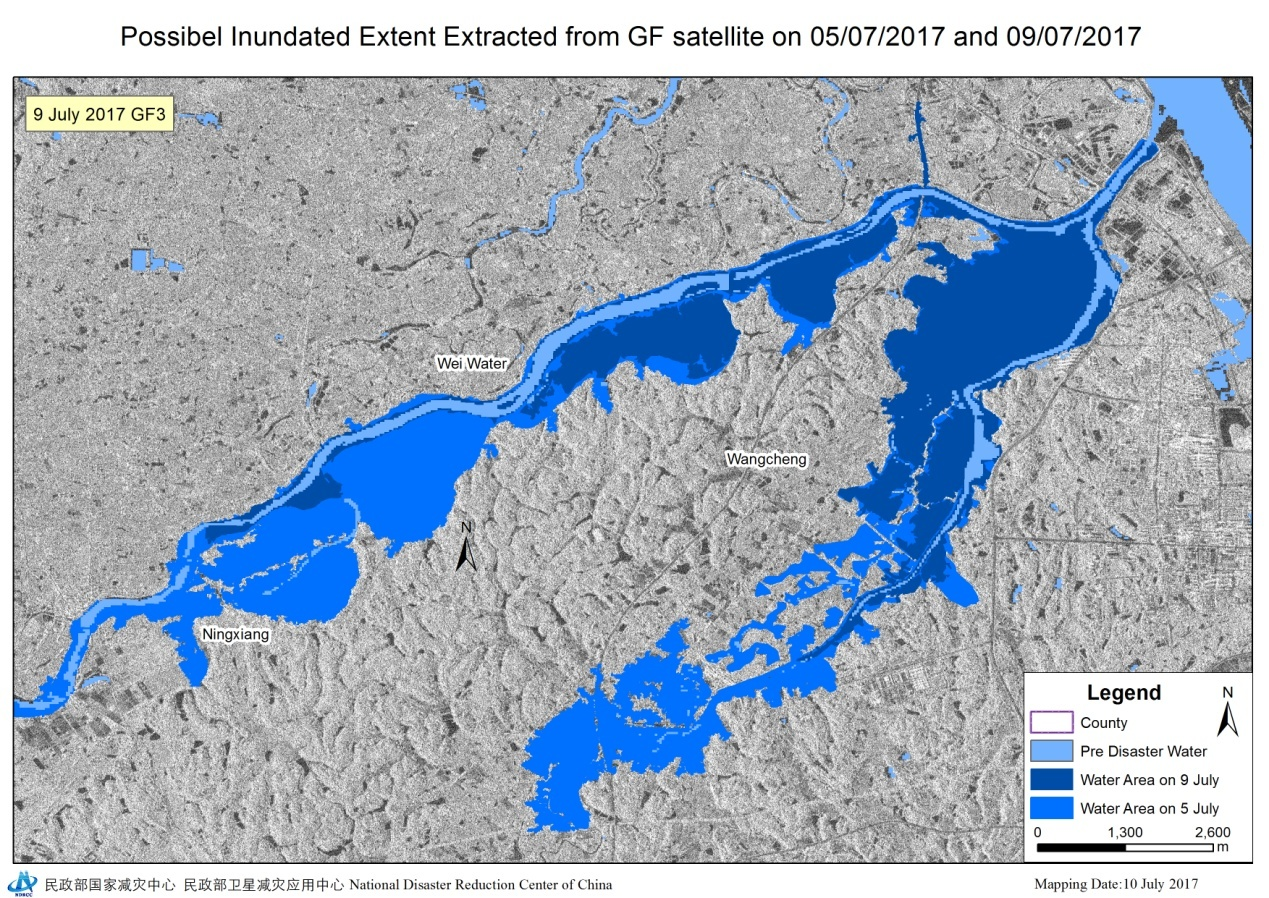 Possibel Inundated Extent Extracted from GF satellite on 05/07/2017 and 09/07/2017
9 July 2017 GF3
Wei Water
Wangcheng
N
Ningxiang
Legend
N
County
Pre Disaster Water
Water Area on 9 July
Water Area on 5 July
0 1,300 2,600
m
NDRCC
民政部国家减灾中心 民政部卫星减灾应用中心 National Disaster Reduction Center of China
Mapping Date:10 July 2017